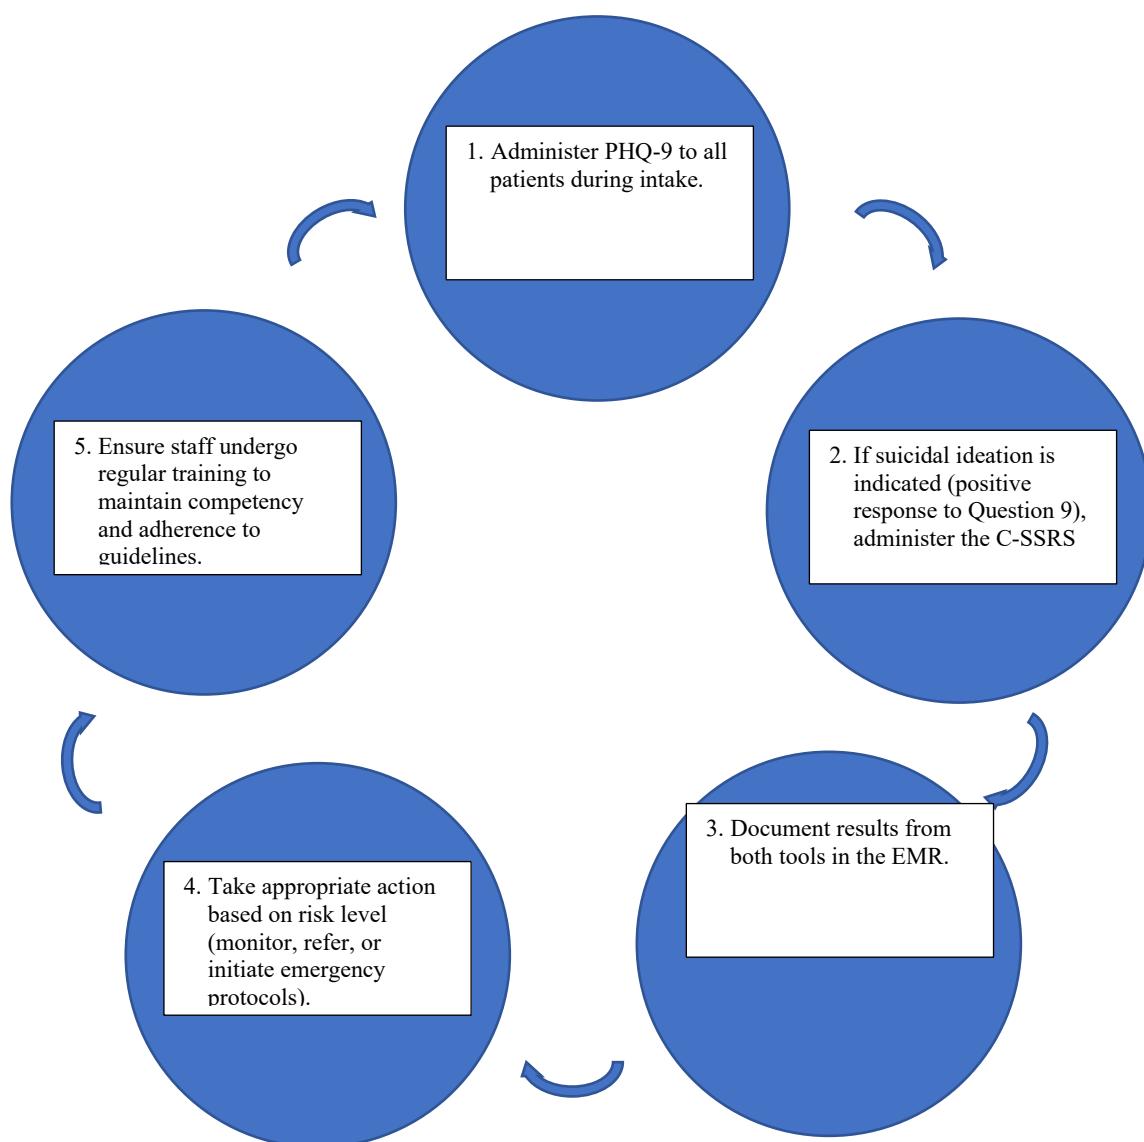 1. Administer PHQ-9 to all
patients during intake.
2. If suicidal ideation is
indicated (positive
response to Question 9),
administer the C-SSRS
3. Document results from
both tools in the EMR.
4. Take appropriate action
based on risk level
(monitor, refer, or
initiate emergency
protocols).
5. Ensure staff undergo
regular training to
maintain competency
and adherence to
guidelines.